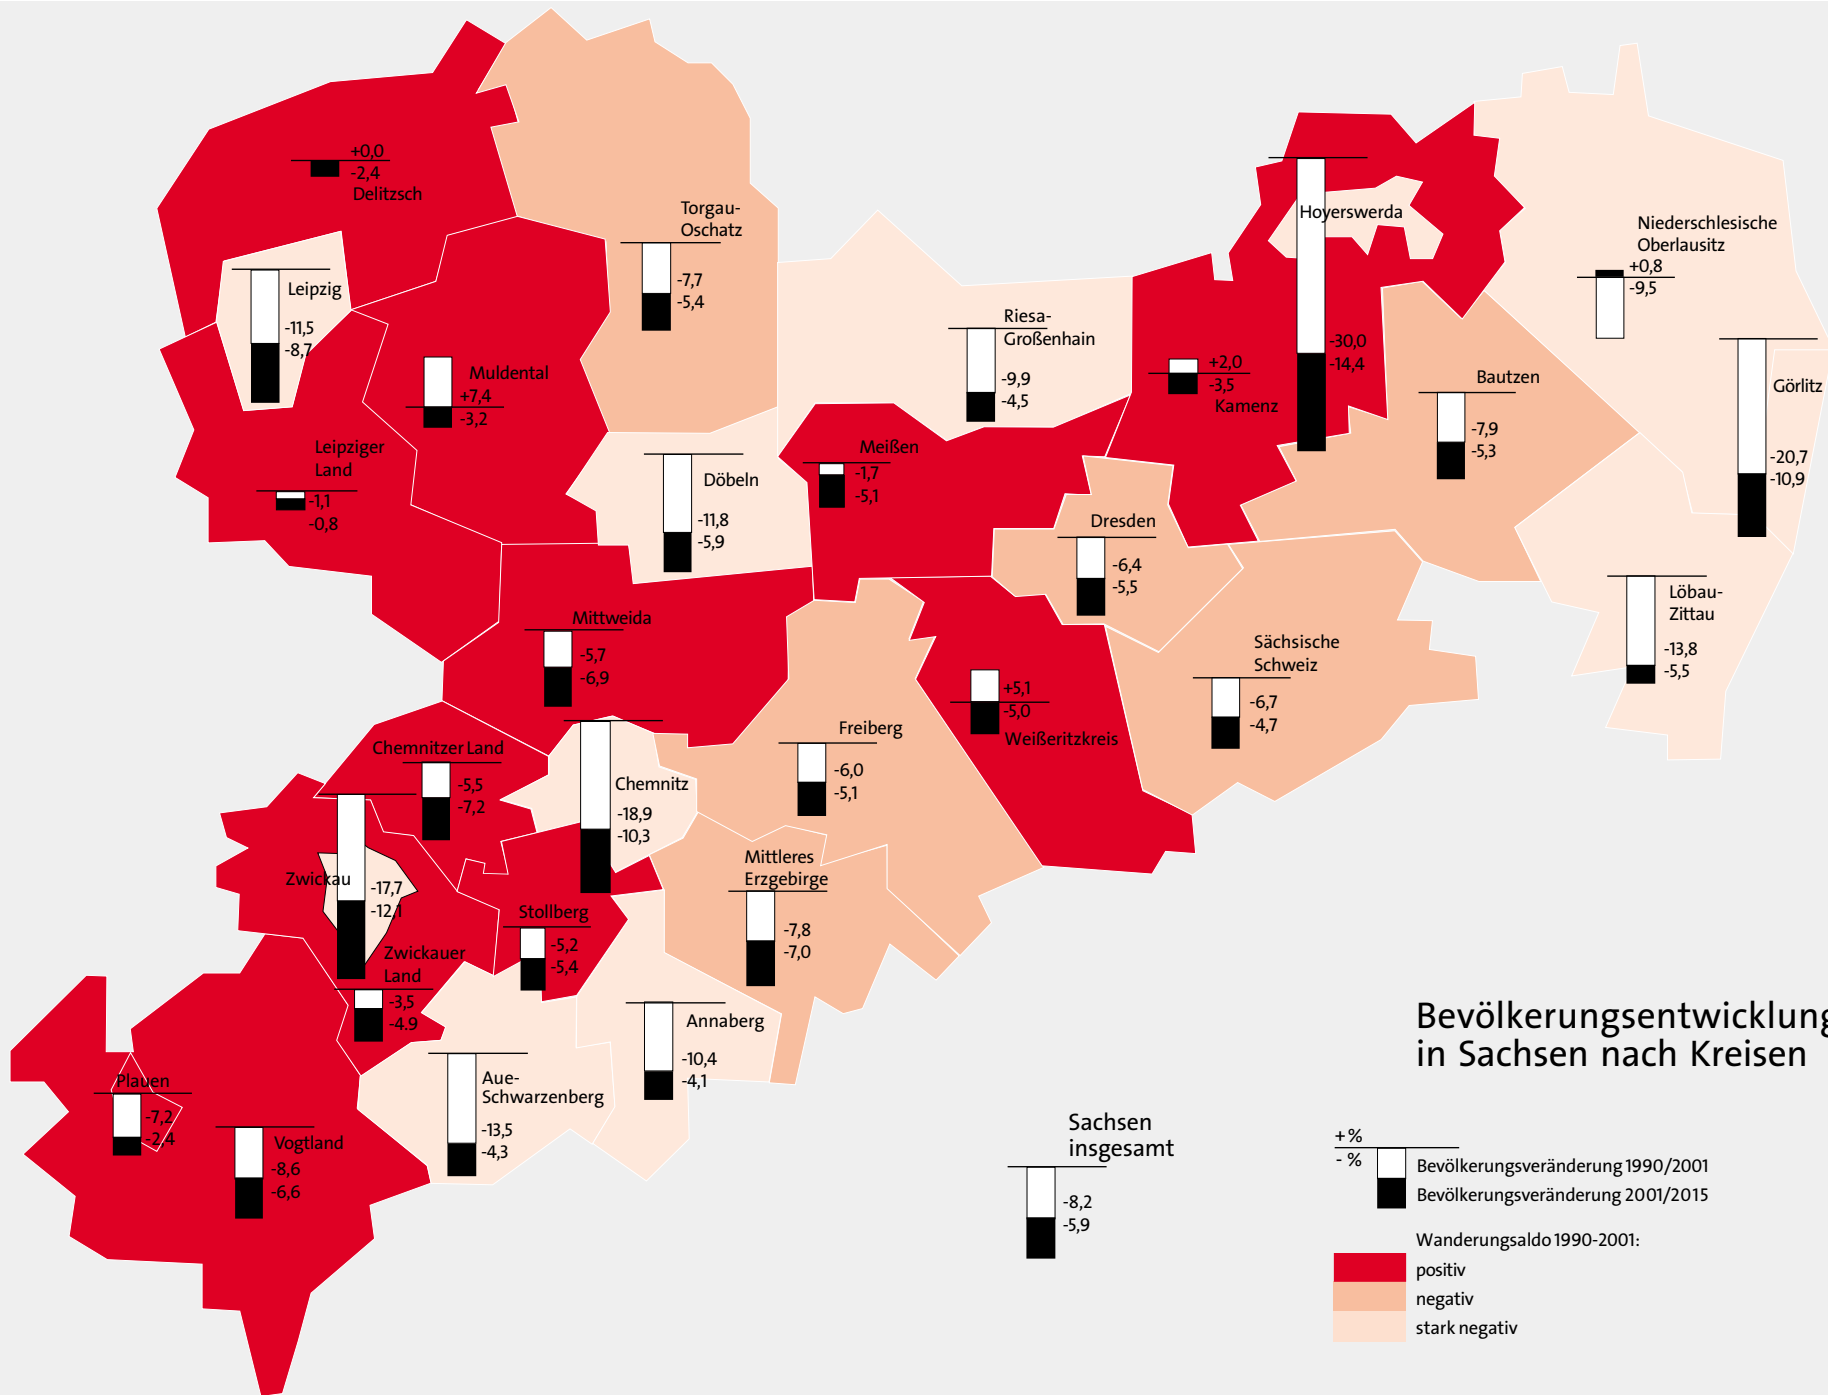 +0,0
-2,4
Delitzsch
Torgau-
Oschatz
-7,7
-5,4
Leipzig
-11,5
-8,7
Muldental
+7,4
-3,2
Leipziger
Land
-1,1
-0,8
Döbeln
-11,8
-5,9
Riesa-
Großenhain
-9,9
-4,5
Meißen
-1,7
-5,1
+2,0
-3,5
Kamenz
Hoyerswerda
-30,0
-14,4
Niederschlesische
Oberlausitz
+0,8
-9,5
Bautzen
-7,9
-5,3
Görlitz
-20,7
-10,9
Dresden
-6,4
-5,5
Löbau-
Zittau
-13,8
-5,5
Sächsische
Schweiz
-6,7
-4,7
Mittweida
-5,7
-6,9
+5,1
-5,0
Weißeritzkreis
Freiberg
-6,0
-5,1
Chemnitzer Land
-5,5
-7,2
Chemnitz
-18,9
-10,3
Zwickau
-17,7
-12,1
Mittleres
Erzgebirge
-7,8
-7,0
Stollberg
-5,2
-5,4
Zwickauer
Land
-3,5
-4.9
Annaberg
-10,4
-4,1
Aue-
Schwarzenberg
-13,5
-4,3
Plauen
-7,2
-2,4
Vogtland
-8,6
-6,6
Bevölkerungsentwicklung
in Sachsen nach Kreisen
Sachsen
insgesamt
-8,2
-5,9
+ %
- %
Bevölkerungsveränderung 1990/2001
Bevölkerungsveränderung 2001/2015
Wanderungsaldo 1990-2001:
positiv
negativ
stark negativ